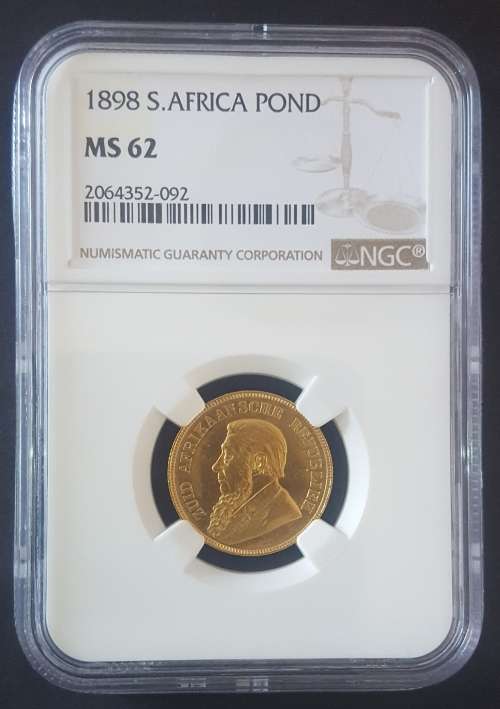 1898 S.AFRICA POND
MS 62
2064352-092
NUMISMATIC GUARANTY CORPORATION
NGC®
ZUID AFRIKAANSCHE REPUBLIEK